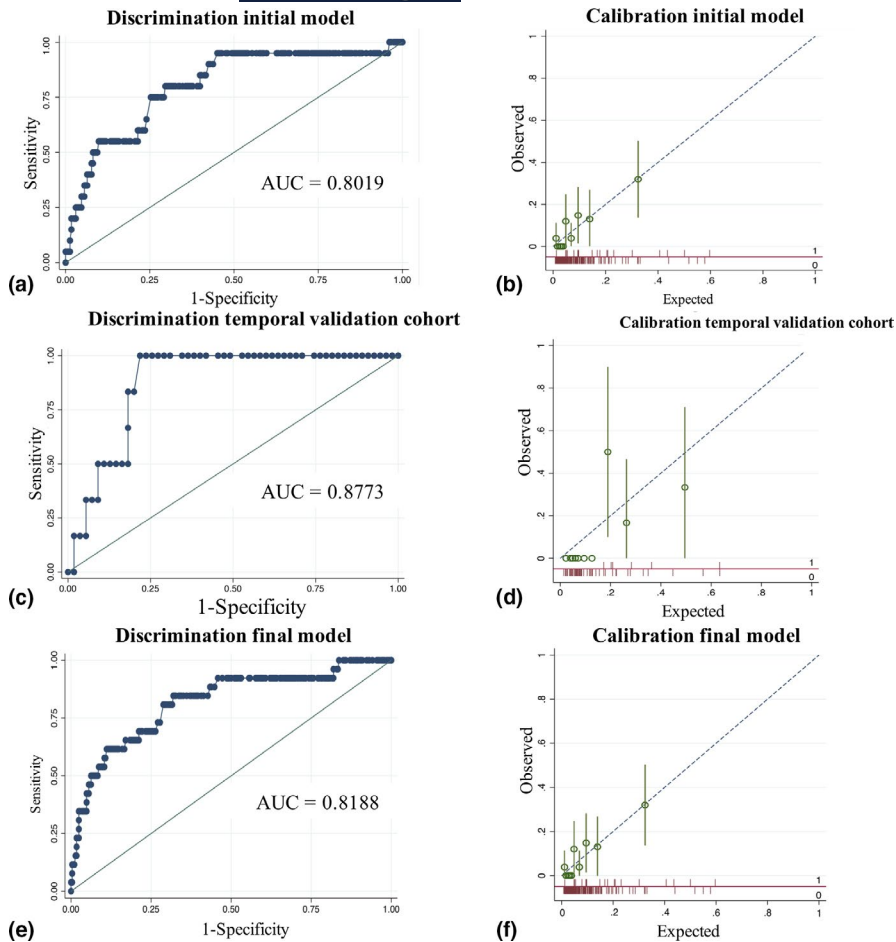 Discrimination initial model
1.00
0.75
0.50
0.25
0.00
Sensitivity
AUC = 0.8019
0.00 0.25 0.50 0.75 1.00
1-Specificity
(a)
Calibration initial model
1
.8
.6
.4
.2
0
Observed
1
0
0 .2 .4 .6 .8 1
Expected
(b)
Discrimination temporal validation cohort
1.00
0.75
0.50
0.25
0.00
Sensitivity
AUC = 0.8773
0.00 0.25 0.50 0.75 1.00
1-Specificity
(c)
Calibration temporal validation cohort
1
.8
.6
.4
.2
0
Observed
1
0
0 .2 .4 .6 .8 1
Expected
(d)
Discrimination final model
1.00
0.75
0.50
0.25
0.00
Sensitivity
AUC = 0.8188
0.00 0.25 0.50 0.75 1.00
1-Specificity
(e)
Calibration final model
1
.8
.6
.4
.2
0
Observed
1
0
0 .2 .4 .6 .8 1
Expected
(f)